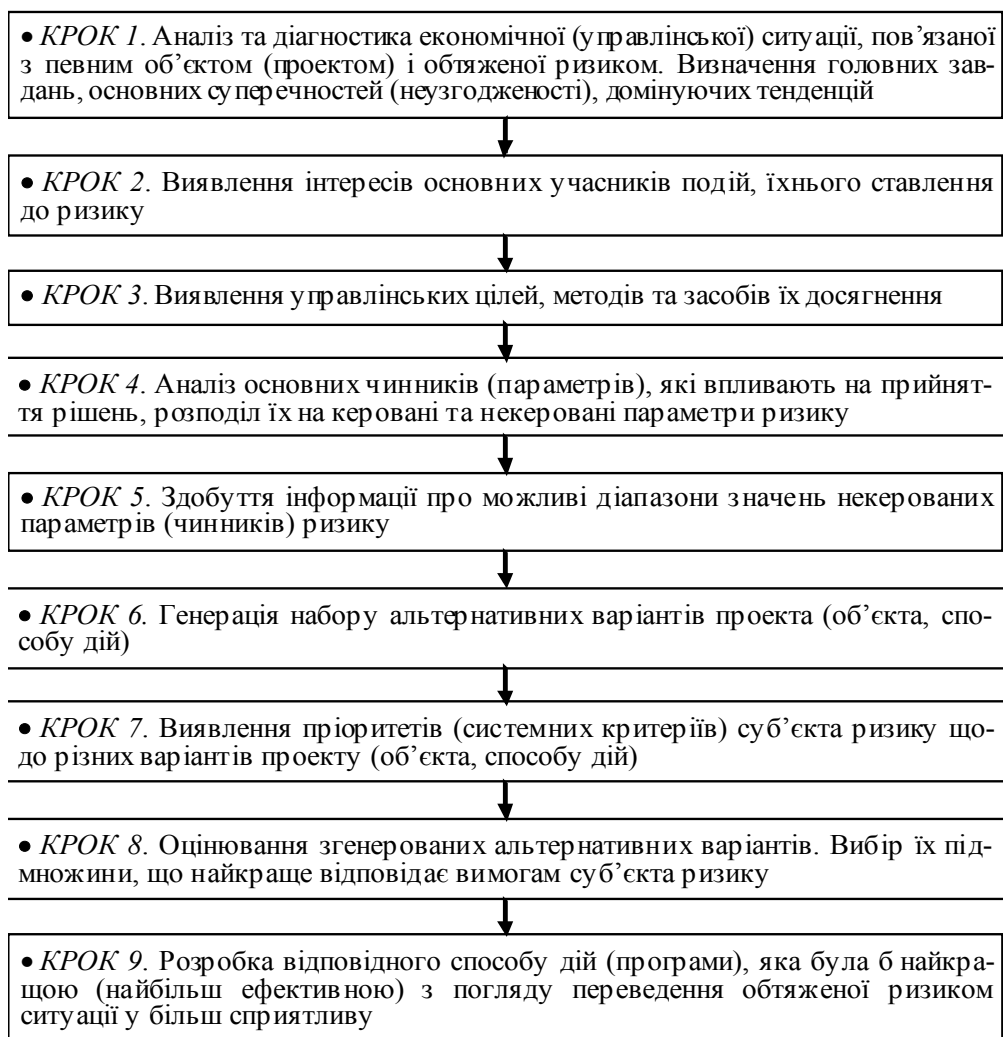 • КРОК 1. Аналіз та діагностика економічної (управлінської) ситуації, пов’язаної
з певним об’єктом (проектом) і обтяженої ризиком. Визначення головних зав-
дань, основних суперечностей (неузгодженості), домінуючих тенденцій
• КРОК 2. Виявлення інтересів основних учасників подій, їхнього ставлення
до ризику
• КРОК 3. Виявлення управлінських цілей, методів та засобів їх досягнення
• КРОК 4. Аналіз основних чинників (параметрів), які впливають на прийнят-
тя рішень, розподіл їх на керовані та некеровані параметри ризику
• КРОК 5. Здобуття інформації про можливі діапазони значень некерованих
параметрів (чинників) ризику
• КРОК 6. Генерація набору альтернативних варіантів проекта (об’єкта, спо-
собу дій)
• КРОК 7. Виявлення пріоритетів (системних критеріїв) суб’єкта ризику що-
до різних варіантів проекту (об’єкта, способу дій)
• КРОК 8. Оцінювання згенерованих альтернативних варіантів. Вибір їх під-
множини, що найкраще відповідає вимогам суб’єкта ризику
• КРОК 9. Розробка відповідного способу дій (програми), яка була б найкра-
щою (найбільш ефективною) з погляду переведення обтяженої ризиком
ситуації у більш сприятливу